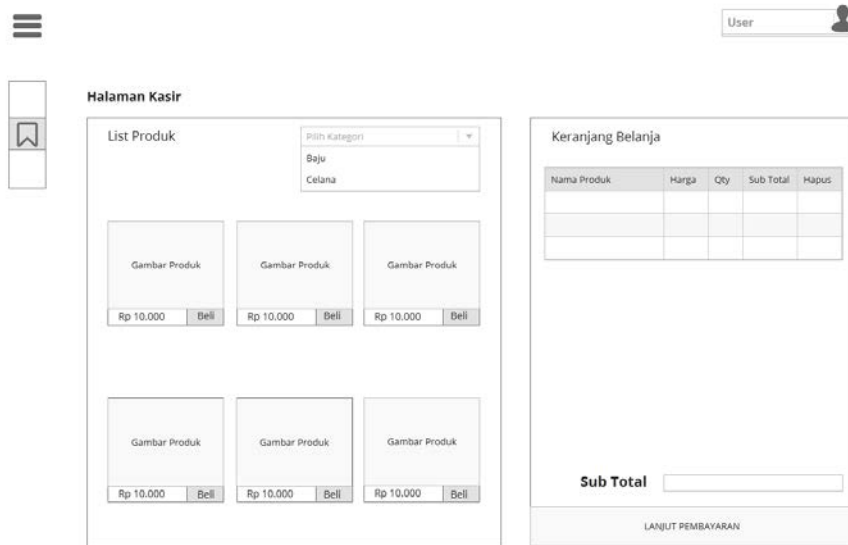 User
Halaman Kasir
List Produk
Pilih Kategori
Baju
Celana
Gambar Produk Gambar Produk Gambar Produk
Rp 10.000 Beli Rp 10.000 Beli Rp 10.000 Beli
Gambar Produk Gambar Produk Gambar Produk
Rp 10.000 Beli Rp 10.000 Beli Rp 10.000 Beli
Keranjang Belanja
Nama Produk Harga Qty Sub Total Hapus
Sub Total
LANJUT PEMBAYARAN